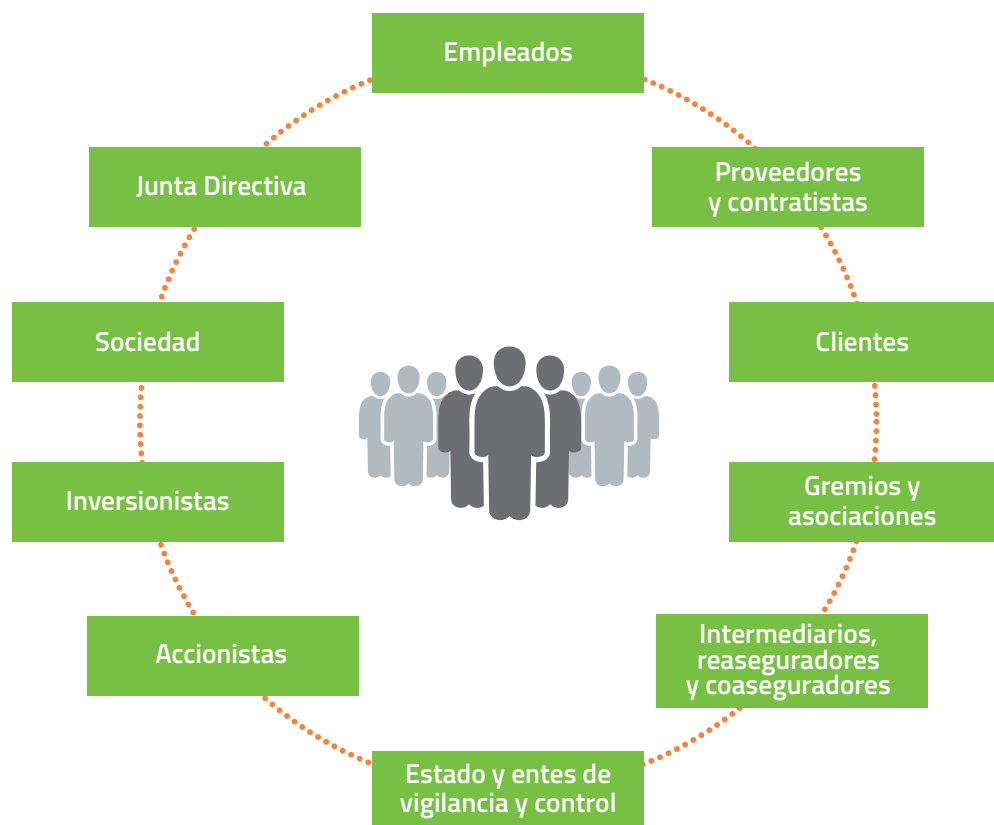 Empleados
Junta Directiva
Proveedores
y contratistas
Sociedad
Clientes
Inversionistas
Gremios y
asociaciones
Accionistas
Intermediarios,
reaseguradores
y coaseguradores
Estado y entes de
vigilancia y control